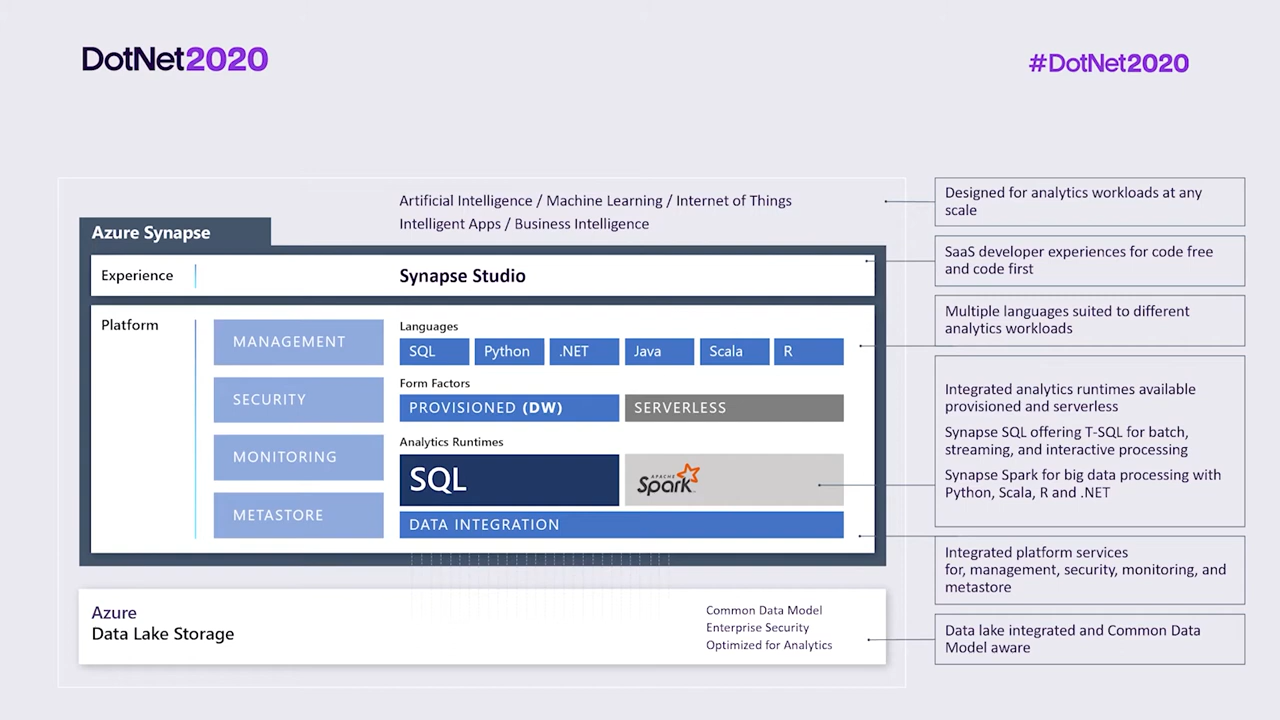 DotNet2020
#DotNet2020
Artificial Intelligence / Machine Learning / Internet of Things
Intelligent Apps / Business Intelligence
Azure Synapse
Experience
Synapse Studio
Platform
MANAGEMENT
SECURITY
MONITORING
METASTORE
Languages
SQL
Python
.NET
Java
Scala
R
Form Factors
PROVISIONED (DW)
SERVERLESS
Analytics Runtimes
SQL
APACHE
Spark
DATA INTEGRATION
Azure
Data Lake Storage
Common Data Model
Enterprise Security
Optimized for Analytics
Designed for analytics workloads at any
scale
SaaS developer experiences for code free
and code first
Multiple languages suited to different
analytics workloads
Integrated analytics runtimes available
provisioned and serverless
Synapse SQL offering T-SQL for batch,
streaming, and interactive processing
Synapse Spark for big data processing with
Python, Scala, R and .NET
Integrated platform services
for, management, security, monitoring, and
metastore
Data lake integrated and Common Data
Model aware